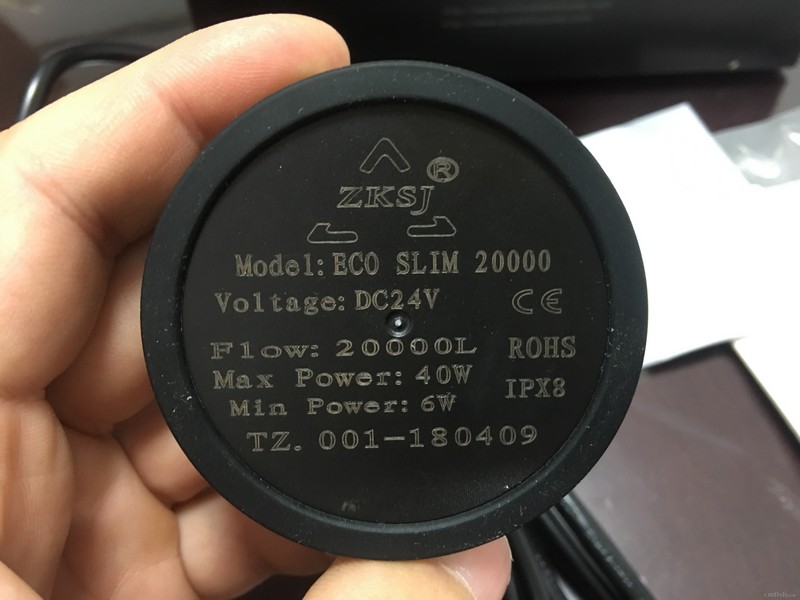 ZKSJ ®
Model: ECO SLIM 20000
Voltage: DC24V CE
Flow: 20000L ROHS
Max Power: 40W
IPX8
Min Power: 6W
TZ. 001-180409